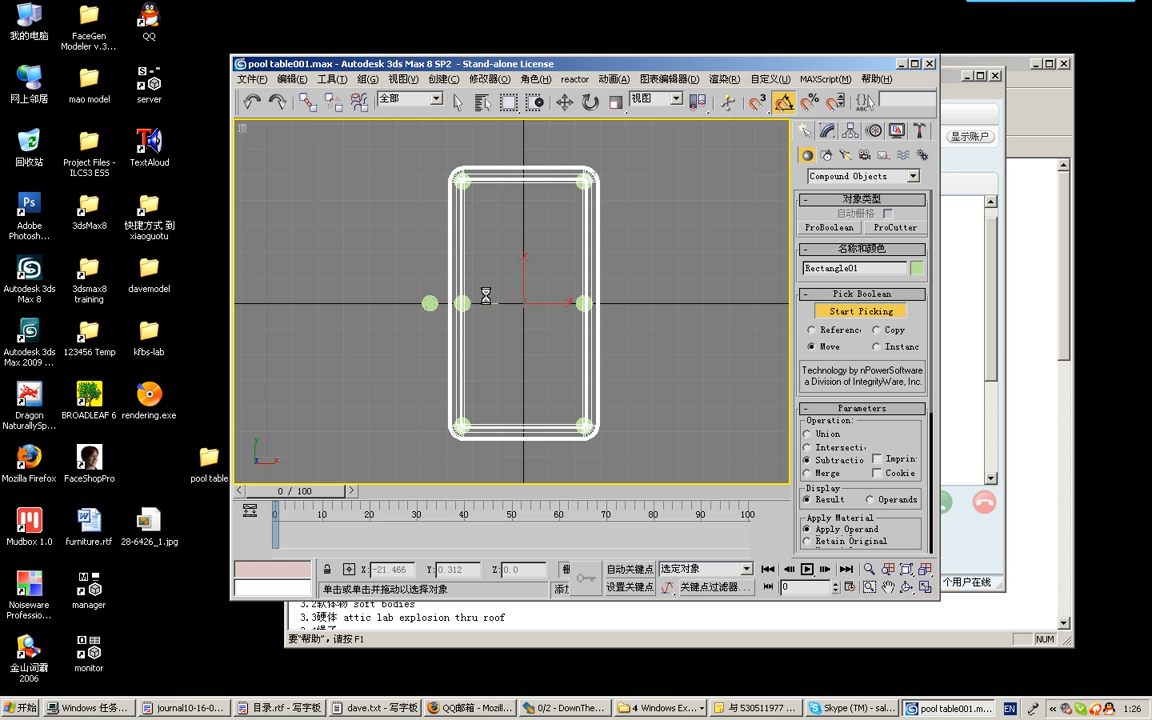 我的电脑
FaceGen
Modeler v.3...
QQ
网上邻居
mao model
server
回收站
Project Files -
ILCS3 ESS
TextAloud
Adobe
Photosh...
3dsMax8
快捷方式 到
xiaoguotu
Autodesk 3ds
Max 8
3dsmax8
training
davemodel
Autodesk 3ds
Max 2009 ...
123456 Temp
kfbs-lab
Dragon
NaturallySp...
BROADLEAF 6
rendering.exe
Mozilla Firefox
FaceShopPro
pool table
Mudbox 1.0
furniture.rtf
28-6426_1.jpg
Noiseware
Professio...
manager
金山词霸
2006
monitor
pool table001.max - Autodesk 3ds Max 8 SP2 - Stand-alone License
文件(F) 编辑(E) 工具(T) 组(G) 视图(V) 创建(C) 修改器(O) 角色(H) reactor 动画(A) 图表编辑器(D) 渲染(R) 自定义(U) MAXScript(M) 帮助(H)
全部
视图
3
ABC
顶
y
x
Compound Objects
对象类型
自动栅格
ProBoolean ProCutter
名称和颜色
Rectangle01
Pick Boolean
Start Picking
Referenc Copy
Move Instanc
Technology by nPowerSoftware
a Division of IntegrityWare, Inc.
Parameters
Operation:
Union
Intersecti
Subtractio Imprin
Merge Cookie
Display
Result Operands
Apply Material
Apply Operand
Retain Original
0 / 100
0 10 20 30 40 50 60 70 80 90 100
X: -21.466 Y: 0.312 Z: 0.0
单击或单击并拖动以选择对象
自动关键点 选定对象
设置关键点 关键点过滤器...
0
显示账户
个用户在线
3.2软体物 soft bodies
3.3硬体 attic lab explosion thru roof
要“帮助”，请按 F1
NUM
开始
Windows 任务...
journal10-16-0...
目录.rtf - 写字板
dave.txt - 写字板
QQ邮箱 - Mozil...
0/2 - DownThe...
4 Windows Ex...
与 530511977 ...
Skype (TM) - sal...
pool table001.m...
EN
1:26